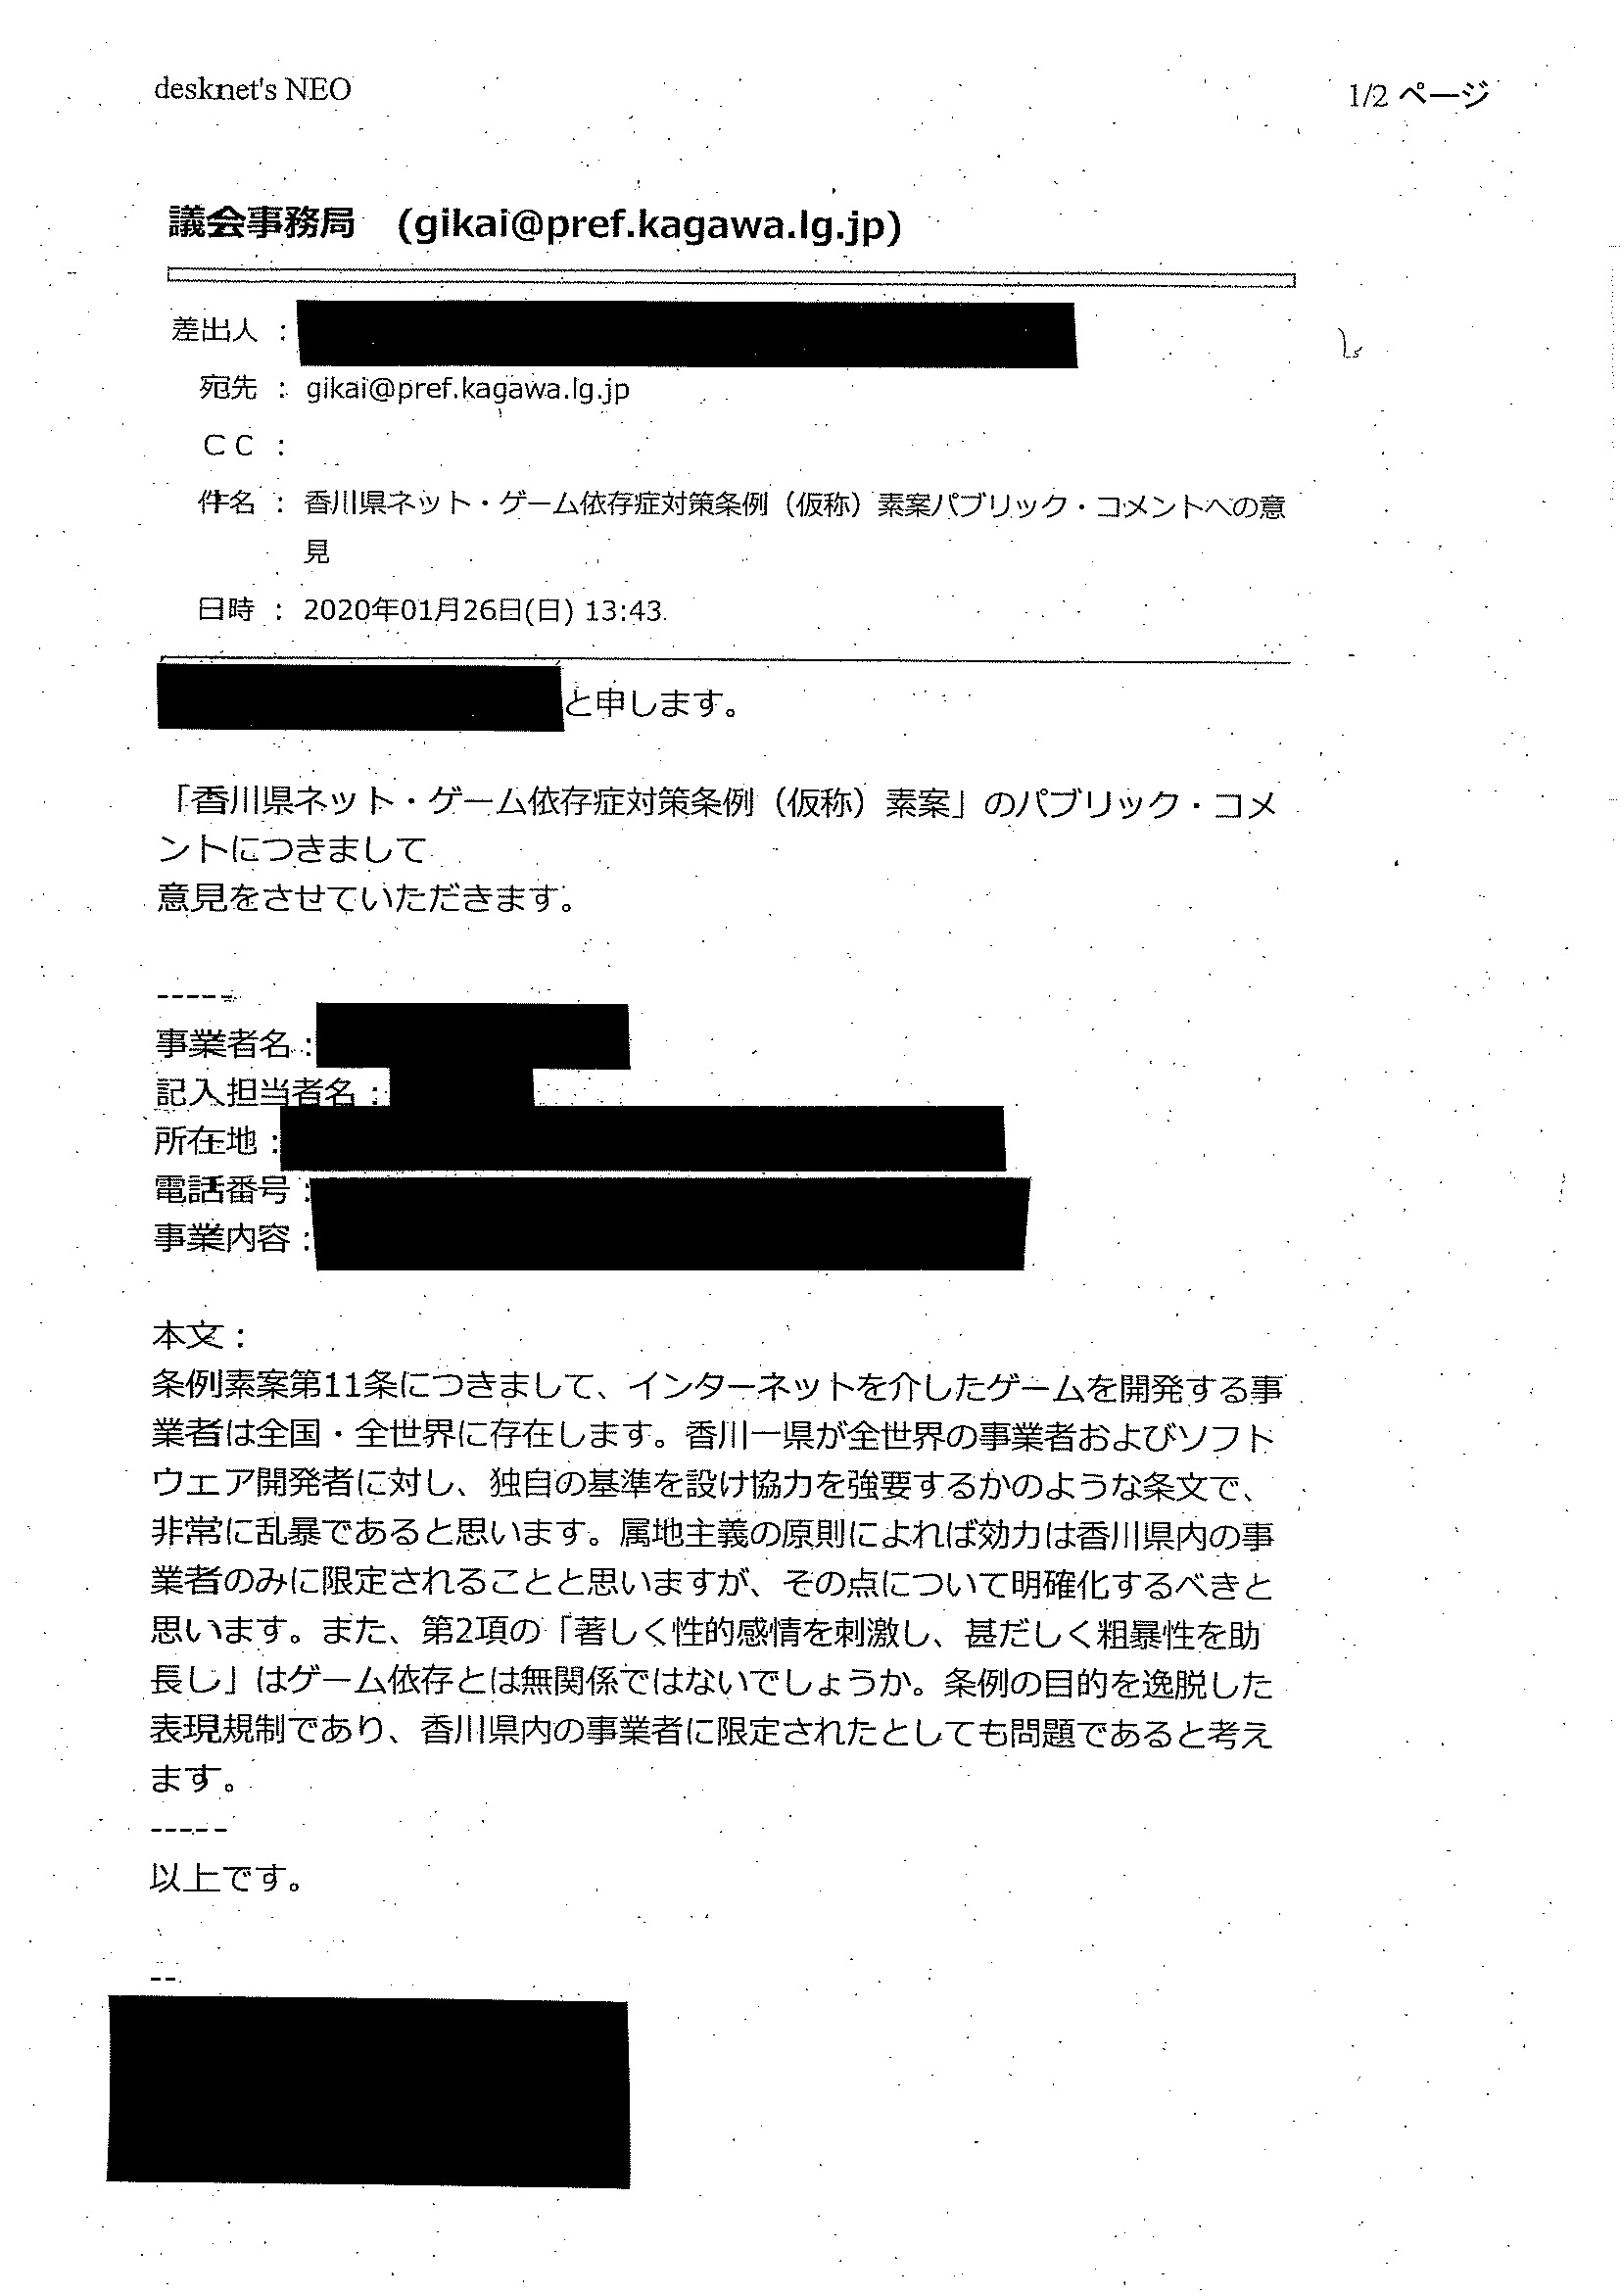 desknet's NEO
1/2 ページ
議会事務局 (gikai@pref.kagawa.lg.jp)
差出人 :
宛先 : gikai@pref.kagawa.lg.jp
CC :
件名 : 香川県ネット・ゲーム依存症対策条例（仮称）素案パブリック・コメントへの意
見
日時 : 2020年01月26日(日) 13:43
と申します。
「香川県ネット・ゲーム依存症対策条例（仮称）素案」のパブリック・コメ
ントにつきまして
意見をさせていただきます。
-----
事業者名：
記入担当者名：
所在地：
電話番号：
事業内容：
本文：
条例素案第11条につきまして、インターネットを介したゲームを開発する事
業者は全国・全世界に存在します。香川一県が全世界の事業者およびソフト
ウェア開発者に対し、独自の基準を設け協力を強要するかのような条文で、
非常に乱暴であると思います。属地主義の原則によれば効力は香川県内の事
業者のみに限定されることと思いますが、その点について明確化するべきと
思います。また、第2項の「著しく性的感情を刺激し、甚だしく粗暴性を助
長し」はゲーム依存とは無関係ではないでしょうか。条例の目的を逸脱した
表現規制であり、香川県内の事業者に限定されたとしても問題であると考え
ます。
-----
以上です。
--